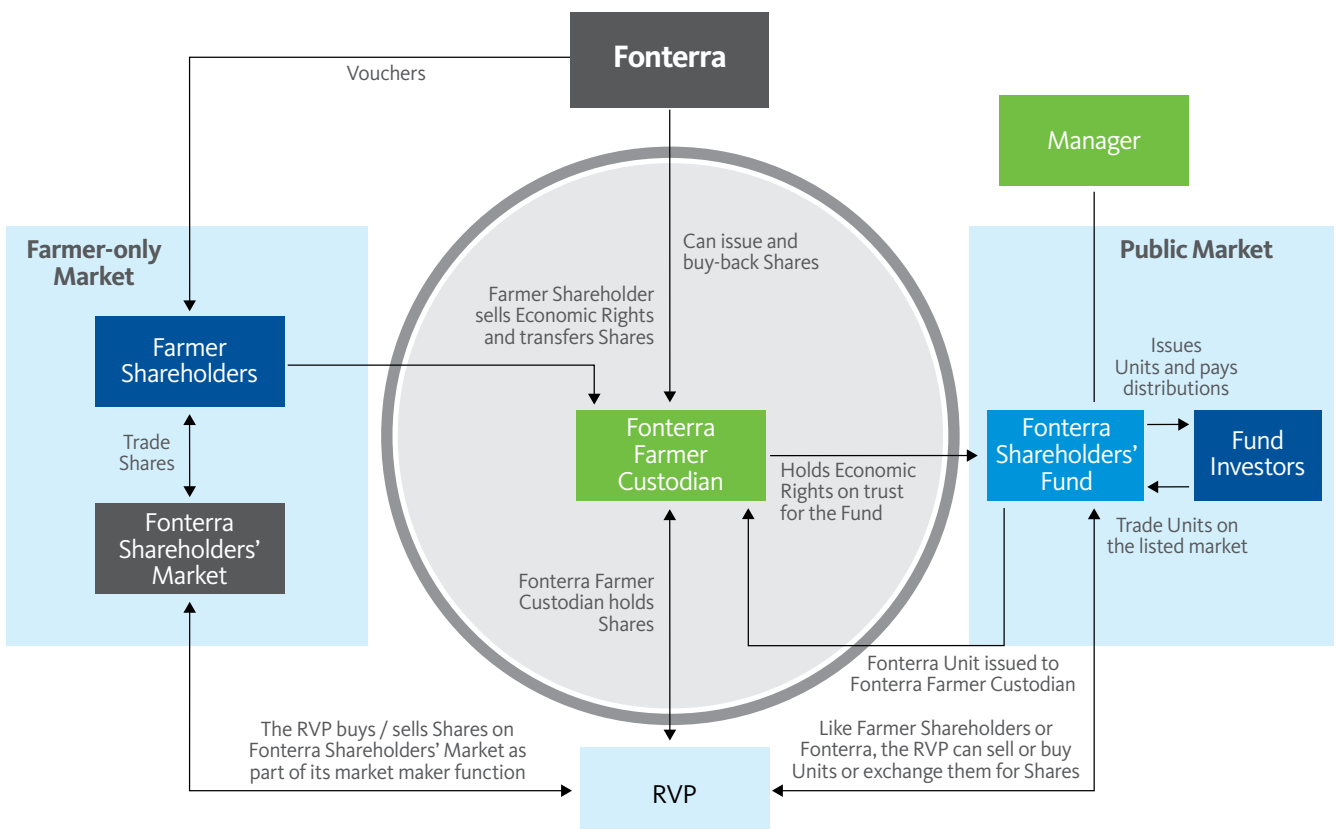 Fonterra
Vouchers
Manager
Farmer-only
Market
Public Market
Can issue and
buy-back Shares
Farmer Shareholder
sells Economic Rights
and transfers Shares
Farmer
Shareholders
Issues
Units and pays
distributions
Trade
Shares
Fonterra
Farmer
Custodian
Fonterra
Shareholders'
Fund
Fund
Investors
Holds Economic
Rights on trust
for the Fund
Fonterra
Shareholders'
Market
Trade Units on
the listed market
Fonterra Farmer
Custodian holds
Shares
Fonterra Unit issued to
Fonterra Farmer Custodian
The RVP buys / sells Shares on
Fonterra Shareholders' Market as
part of its market maker function
Like Farmer Shareholders or
Fonterra, the RVP can sell or buy
Units or exchange them for Shares
RVP